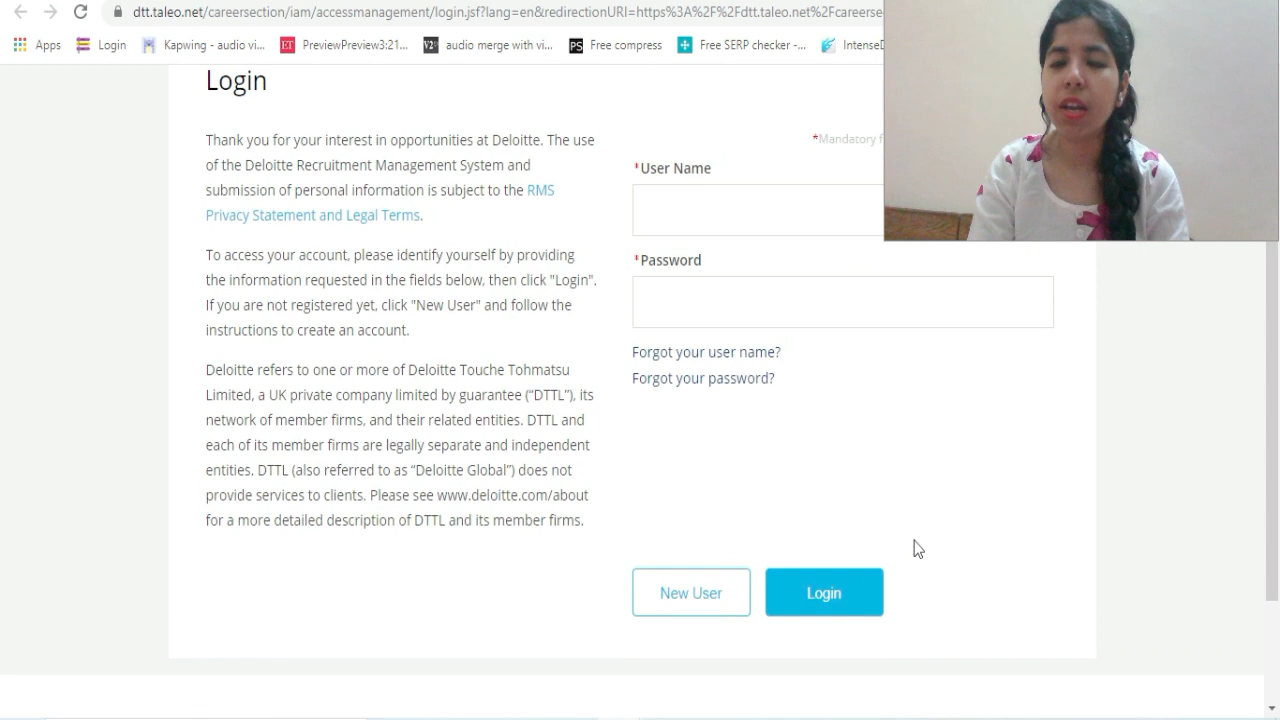 dtt.taleo.net/careersection/iam/accessmanagement/login.jsf?lang=en&redirectionURI=https%3A%2F%2Fdtt.taleo.net%2Fcareerse
Apps Login Kapwing - audio vi... ET PreviewPreview3:21... V2 audio merge with vi... PS Free compress Free SERP checker -... IntenseD
Login
Thank you for your interest in opportunities at Deloitte. The use
of the Deloitte Recruitment Management System and
submission of personal information is subject to the RMS
Privacy Statement and Legal Terms.
To access your account, please identify yourself by providing
the information requested in the fields below, then click "Login".
If you are not registered yet, click "New User" and follow the
instructions to create an account.
Deloitte refers to one or more of Deloitte Touche Tohmatsu
Limited, a UK private company limited by guarantee (“DTTL”), its
network of member firms, and their related entities. DTTL and
each of its member firms are legally separate and independent
entities. DTTL (also referred to as “Deloitte Global”) does not
provide services to clients. Please see www.deloitte.com/about
for a more detailed description of DTTL and its member firms.
*Mandatory f
*User Name
*Password
Forgot your user name?
Forgot your password?
New User Login